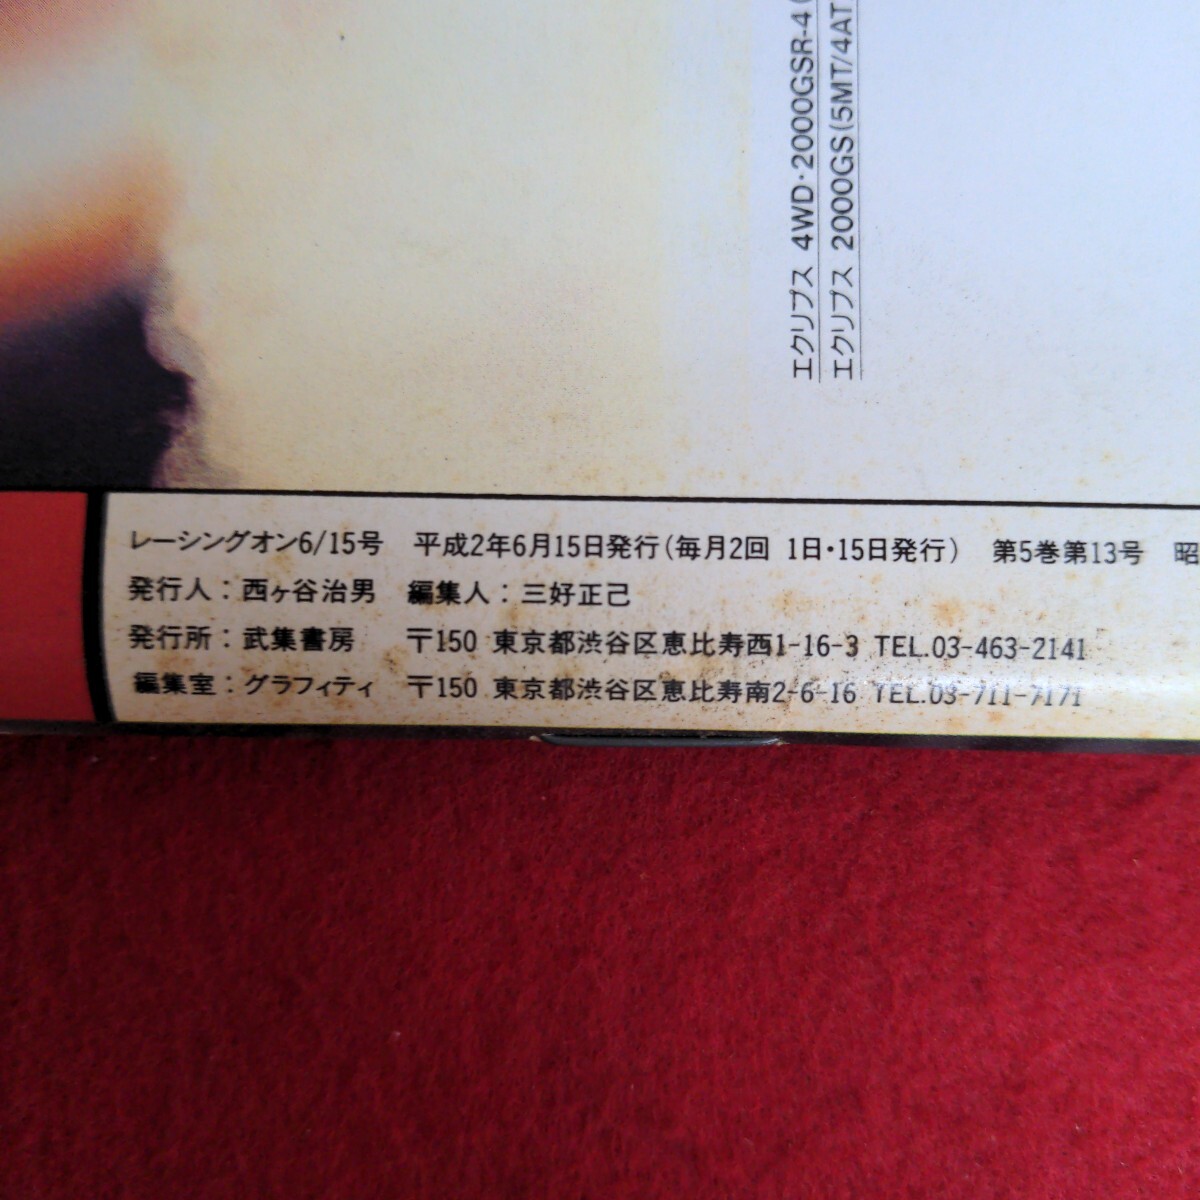 エクリプス 4WD・2000GSR-4(
エクリプス 2000GS(5MT/4AT
レーシングオン6/15号 平成2年6月15日発行(毎月2回 1日・15日発行) 第5巻第13号 昭
発行人：西ヶ谷治男 編集人：三好正己
発行所：武集書房 〒150 東京都渋谷区恵比寿西1-16-3 TEL.03-463-2141
編集室：グラフィティ 〒150 東京都渋谷区恵比寿南2-6-16 TEL.03-711-7171